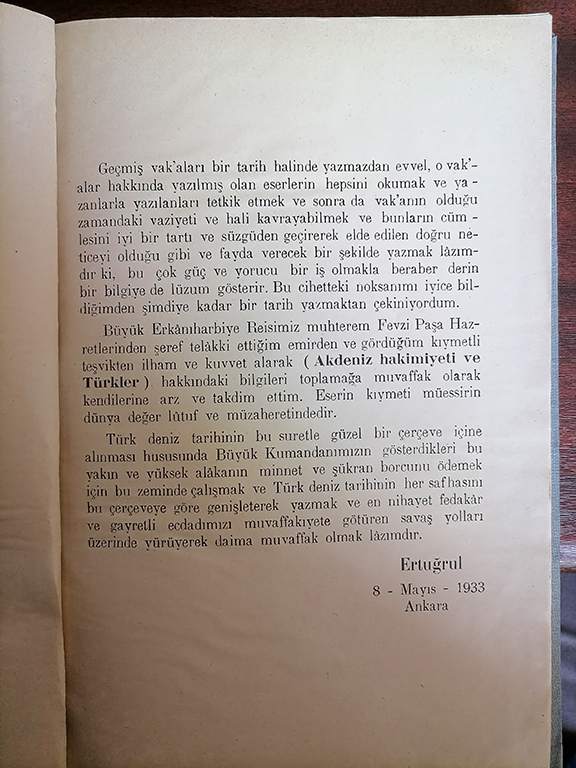 Geçmiş vak'aları bir tarih halinde yazmazdan evvel, o vak'-
alar hakkında yazılmış olan eserlerin hepsini okumak ve ya -
zanlarla yazılanları tetkik etmek ve sonra da vak'anın olduğu
zamandaki vaziyeti ve hali kavrayabilmek ve bunların cüm -
lesini iyi bir tartı ve süzgüden geçirerek elde edilen doğru ne-
ticeyi olduğu gibi ve fayda verecek bir şekilde yazmak lâzım-
dır ki, bu çok güç ve yorucu bir iş olmakla beraber derin
bir bilgiye de lüzum gösterir. Bu cihetteki noksanımı iyice bil-
diğimden şimdiye kadar bir tarih yazmaktan çekiniyordum.
Büyük Erkânıharbiye Reisimiz muhterem Fevzi Paşa Haz-
retlerinden şeref telâkki ettiğim emirden ve gördüğüm kıymetli
teşvikten ilham ve kuvvet alarak ( Akdeniz hakimiyeti ve
Türkler ) hakkındaki bilgileri toplamağa muvaffak olarak
kendilerine arz ve takdim ettim. Eserin kıymeti müessirin
dünya değer lûtuf ve müzaheretindedir.
Türk deniz tarihinin bu suretle güzel bir çerçeve içine
alınması hususunda Büyük Kumandanımızın gösterdikleri bu
yakın ve yüksek alâkanın minnet ve şükran borcunu ödemek
için bu zeminde çalışmak ve Türk deniz tarihinin her safhasını
bu çerçeveye göre genişleterek yazmak ve en nihayet fedakâr
ve gayretli ecdadımızı muvaffakıyete götüren savaş yolları
üzerinde yürüyerek daima muvaffak olmak lâzımdır.
Ertuğrul
8 - Mayıs - 1933
Ankara